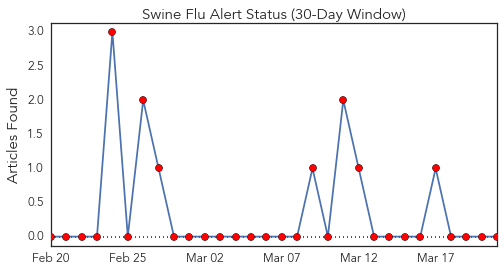 Swine Flu Alert Status (30-Day Window)
Articles Found
3.0
2.5
2.0
1.5
1.0
0.5
0.0
Feb 20 Feb 25 Mar 02 Mar 07 Mar 12 Mar 17